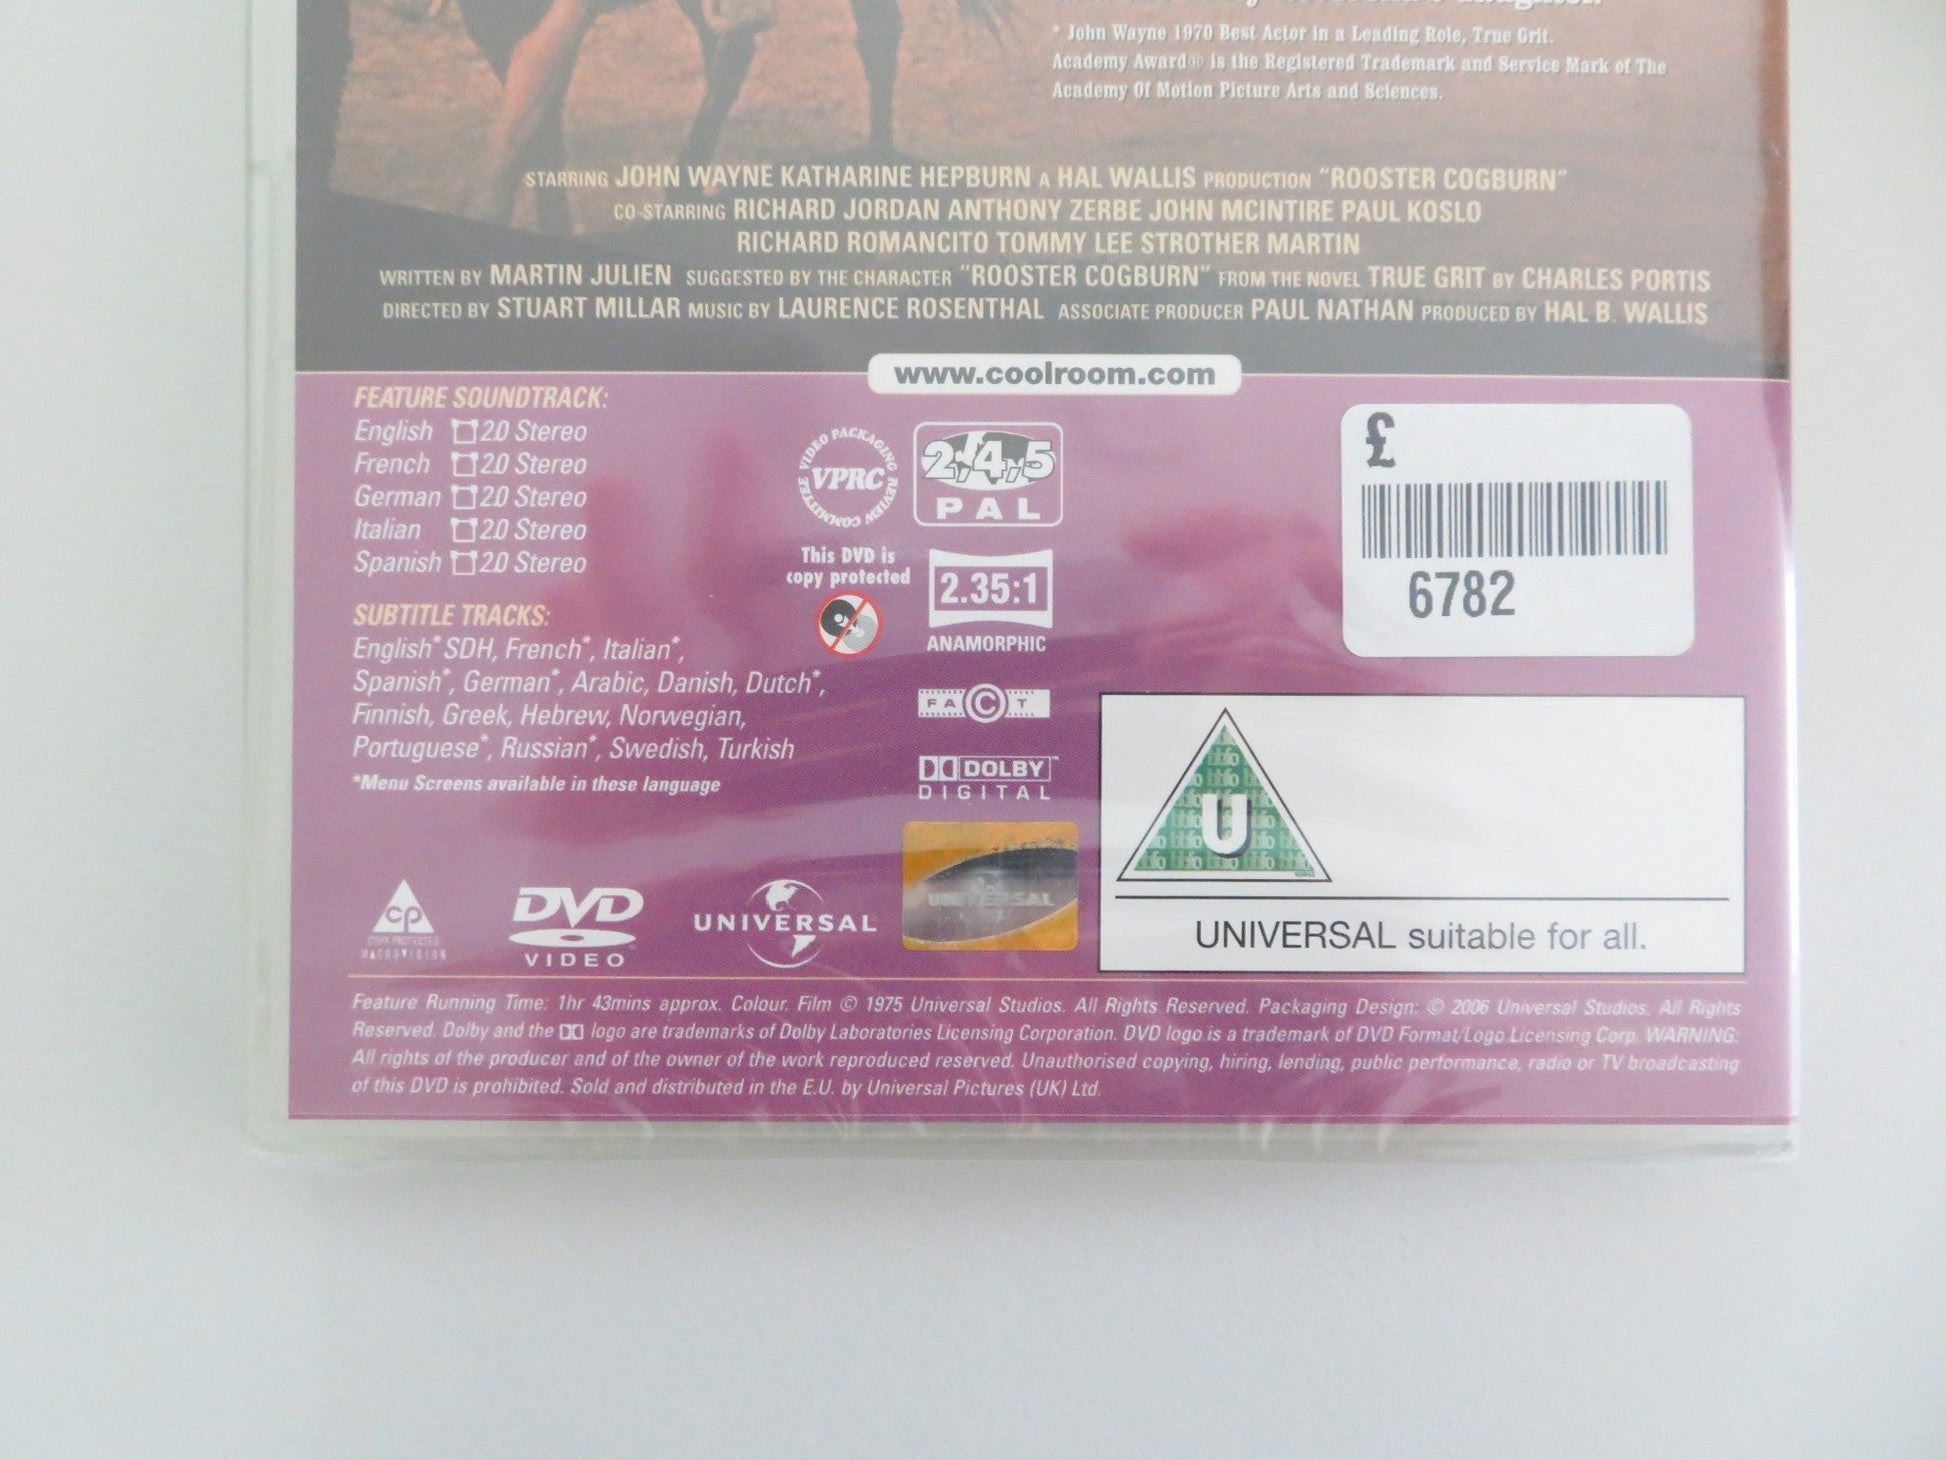 * John Wayne 1970 Best Actor in a Leading Role, True Grit.
Academy Award® is the Registered Trademark and Service Mark of The
Academy Of Motion Picture Arts and Sciences.
STARRING JOHN WAYNE KATHARINE HEPBURN A HAL WALLIS PRODUCTION "ROOSTER COGBURN"
CO-STARRING RICHARD JORDAN ANTHONY ZERBE JOHN MCINTIRE PAUL KOSLO
RICHARD ROMANCITO TOMMY LEE STROTHER MARTIN
WRITTEN BY MARTIN JULIEN SUGGESTED BY THE CHARACTER "ROOSTER COGBURN" FROM THE NOVEL TRUE GRIT BY CHARLES PORTIS
DIRECTED BY STUART MILLAR MUSIC BY LAURENCE ROSENTHAL ASSOCIATE PRODUCER PAUL NATHAN PRODUCED BY HAL B. WALLIS
www.coolroom.com
FEATURE SOUNDTRACK:
English 2.0 Stereo
French 2.0 Stereo
German 2.0 Stereo
Italian 2.0 Stereo
Spanish 2.0 Stereo
SUBTITLE TRACKS:
English* SDH, French*, Italian*,
Spanish*, German*, Arabic, Danish, Dutch*,
Finnish, Greek, Hebrew, Norwegian,
Portuguese*, Russian*, Swedish, Turkish
*Menu Screens available in these language
VIDEO PACKAGING REVIEW COMMITTEE
VPRC
This DVD is
copy protected
2,4,5
PAL
2.35:1
ANAMORPHIC
FACT
DOLBY
DIGITAL
£
6782
U
UNIVERSAL suitable for all.
cp
COPY PROTECTED
MACROVISION
DVD
VIDEO
UNIVERSAL
UNIVERSAL
Feature Running Time: 1hr 43mins approx. Colour. Film © 1975 Universal Studios. All Rights Reserved. Packaging Design: © 2006 Universal Studios. All Rights
Reserved. Dolby and the logo are trademarks of Dolby Laboratories Licensing Corporation. DVD logo is a trademark of DVD Format/Logo Licensing Corp. WARNING:
All rights of the producer and of the owner of the work reproduced reserved. Unauthorised copying, hiring, lending, public performance, radio or TV broadcasting
of this DVD is prohibited. Sold and distributed in the E.U. by Universal Pictures (UK) Ltd.